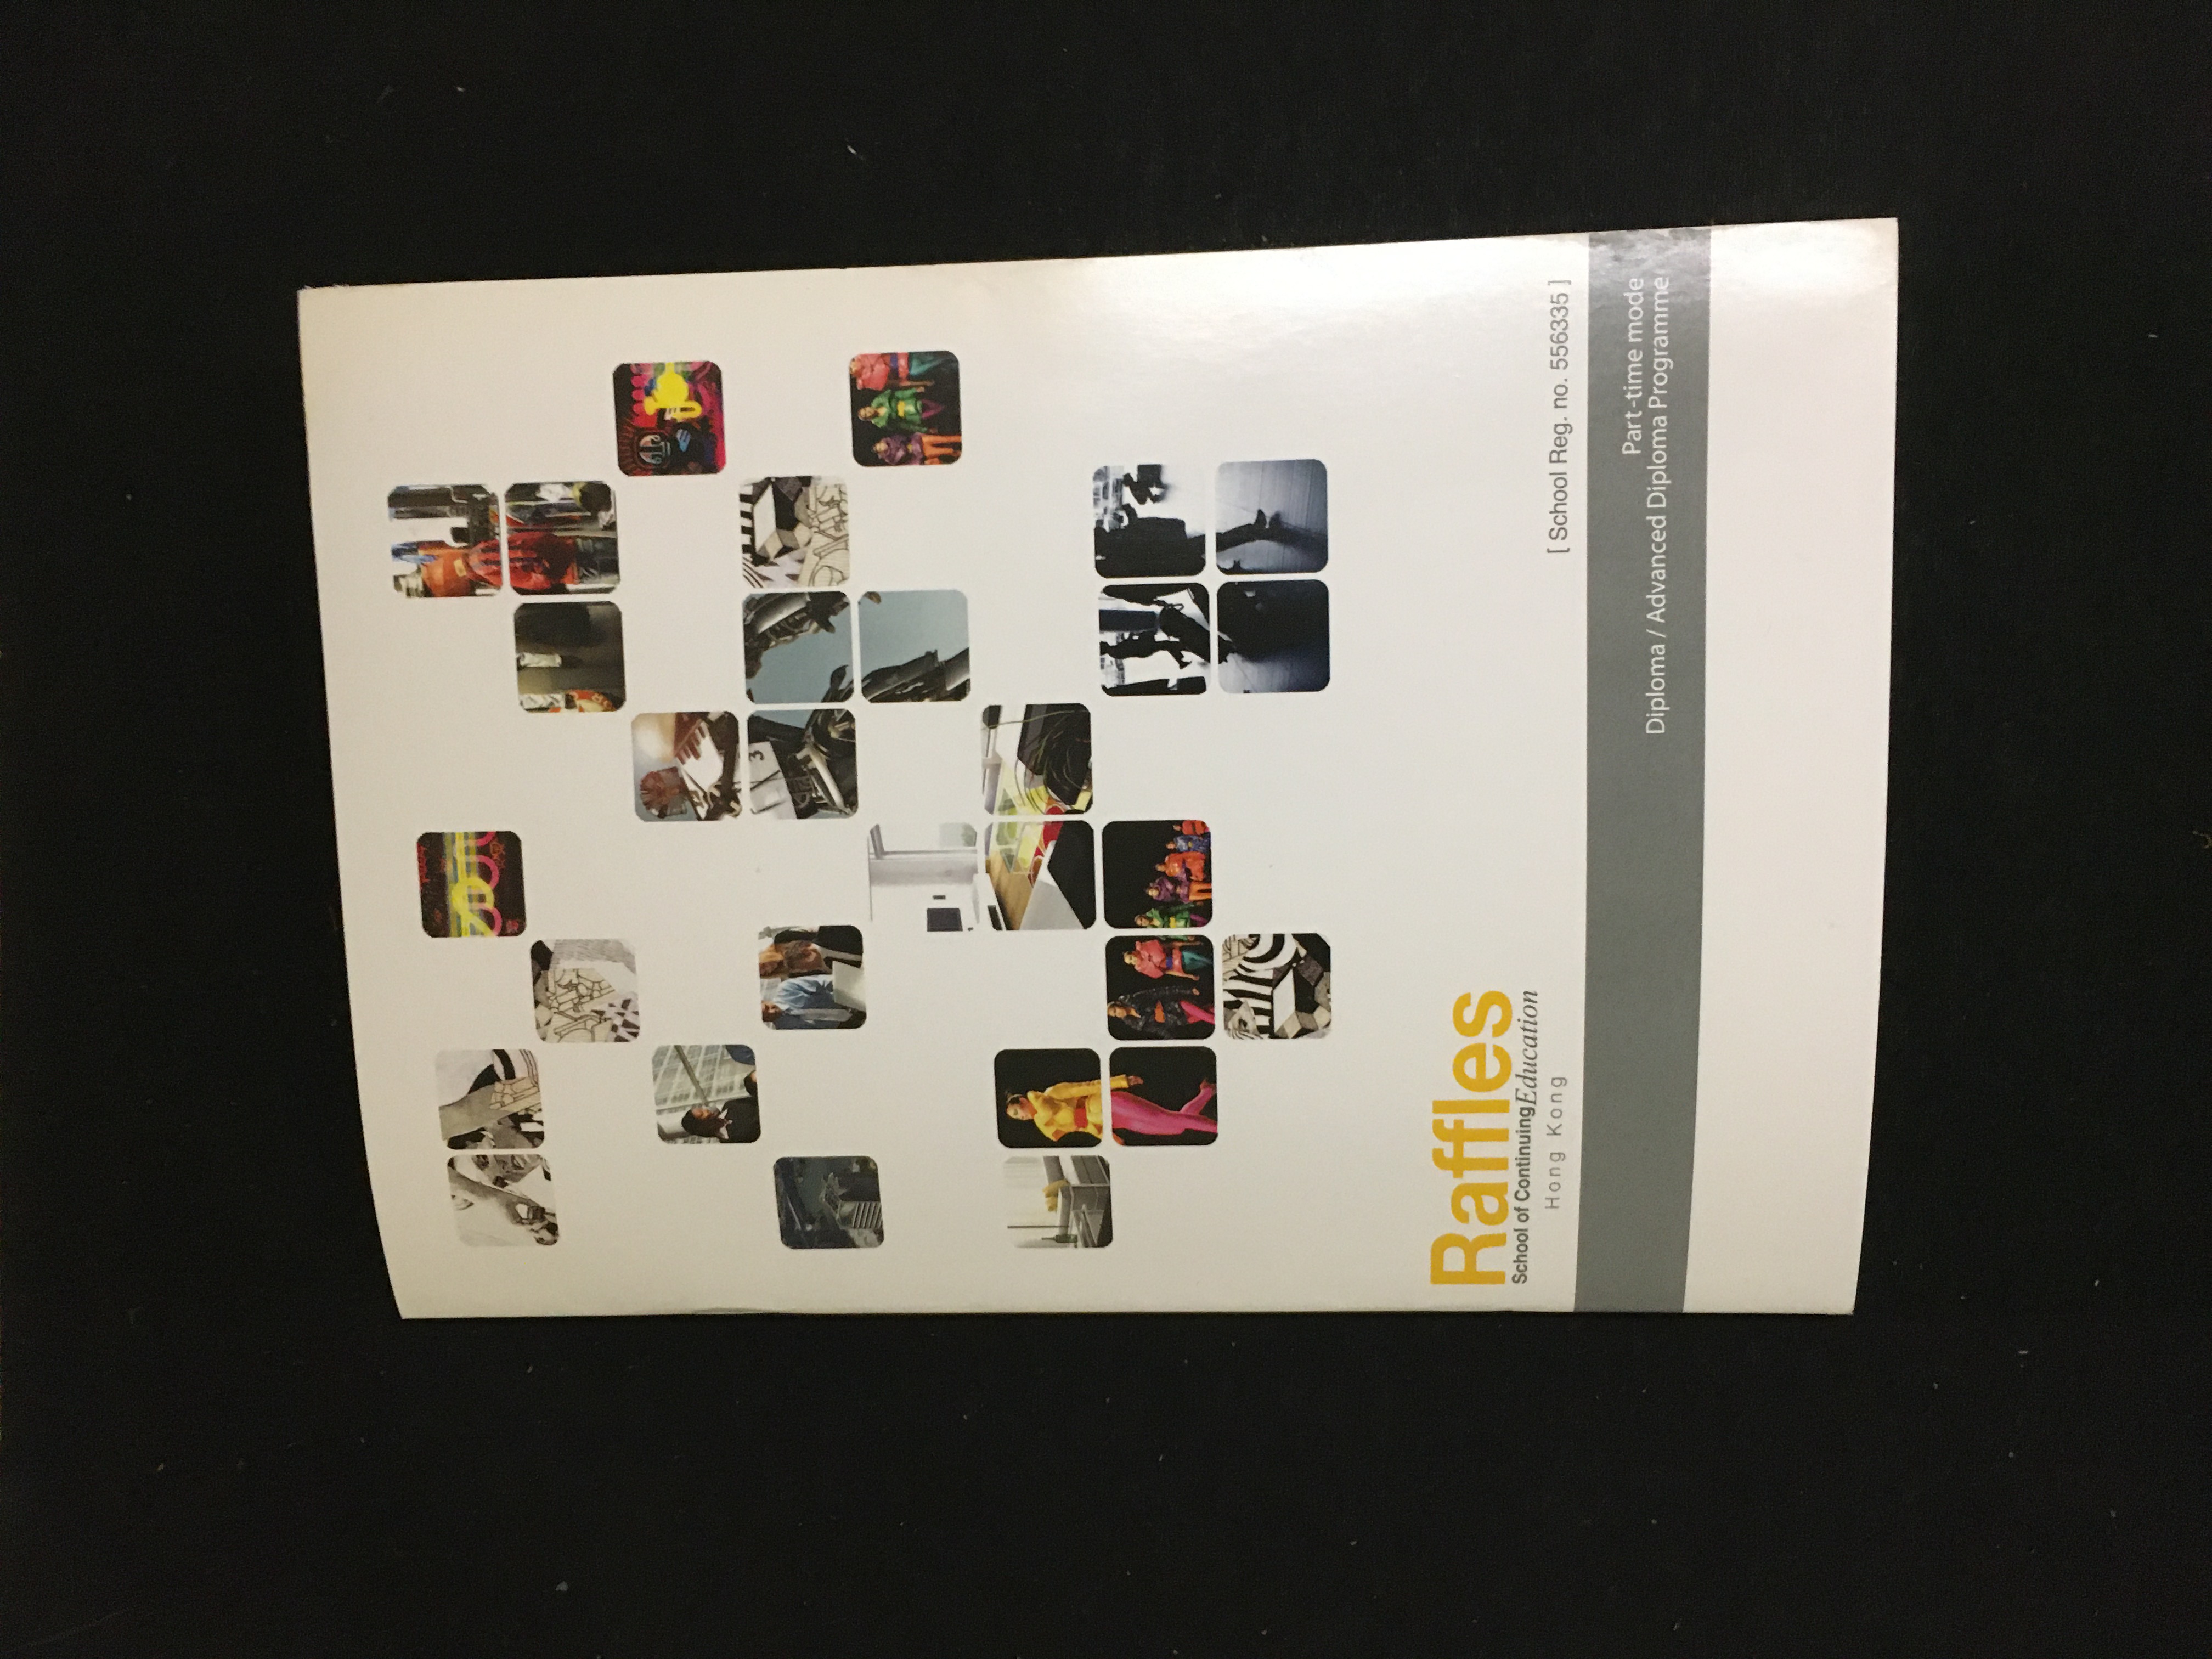 Raffles
School of Continuing Education
Hong Kong
[ School Reg. no. 556335 ]
Part-time mode
Diploma / Advanced Diploma Programme